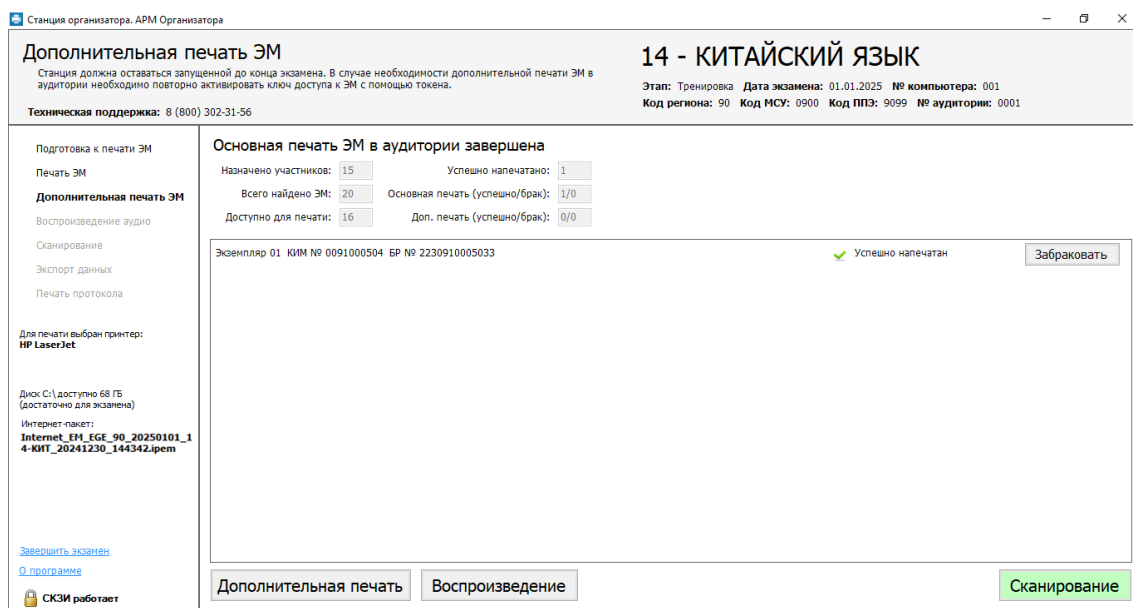 Станция организатора. АРМ Организатора
Дополнительная печать ЭМ
Станция должна оставаться запущенной до конца экзамена. В случае необходимости дополнительной печати ЭМ в
аудитории необходимо повторно активировать ключ доступа к ЭМ с помощью токена.
Техническая поддержка: 8 (800) 302-31-56
14 - КИТАЙСКИЙ ЯЗЫК
Этап: Тренировка Дата экзамена: 01.01.2025 № компьютера: 001
Код региона: 90 Код МСУ: 0900 Код ППЭ: 9099 № аудитории: 0001
Подготовка к печати ЭМ
Печать ЭМ
Дополнительная печать ЭМ
Воспроизведение аудио
Сканирование
Экспорт данных
Печать протокола
Для печати выбран принтер:
HP LaserJet
Диск C:\ доступно 68 ГБ
(достаточно для экзамена)
Интернет-пакет:
Internet_EM_EGE_90_20250101_1
4-КИТ_20241230_144342.ipem
Завершить экзамен
О программе
СКЗИ работает
Основная печать ЭМ в аудитории завершена
Назначено участников: 15 Успешно напечатано: 1
Всего найдено ЭМ: 20 Основная печать (успешно/брак): 1/0
Доступно для печати: 16 Доп. печать (успешно/брак): 0/0
Экземпляр 01 КИМ № 0091000504 БР № 2230910005033 Успешно напечатан Забраковать
Дополнительная печать Воспроизведение Сканирование